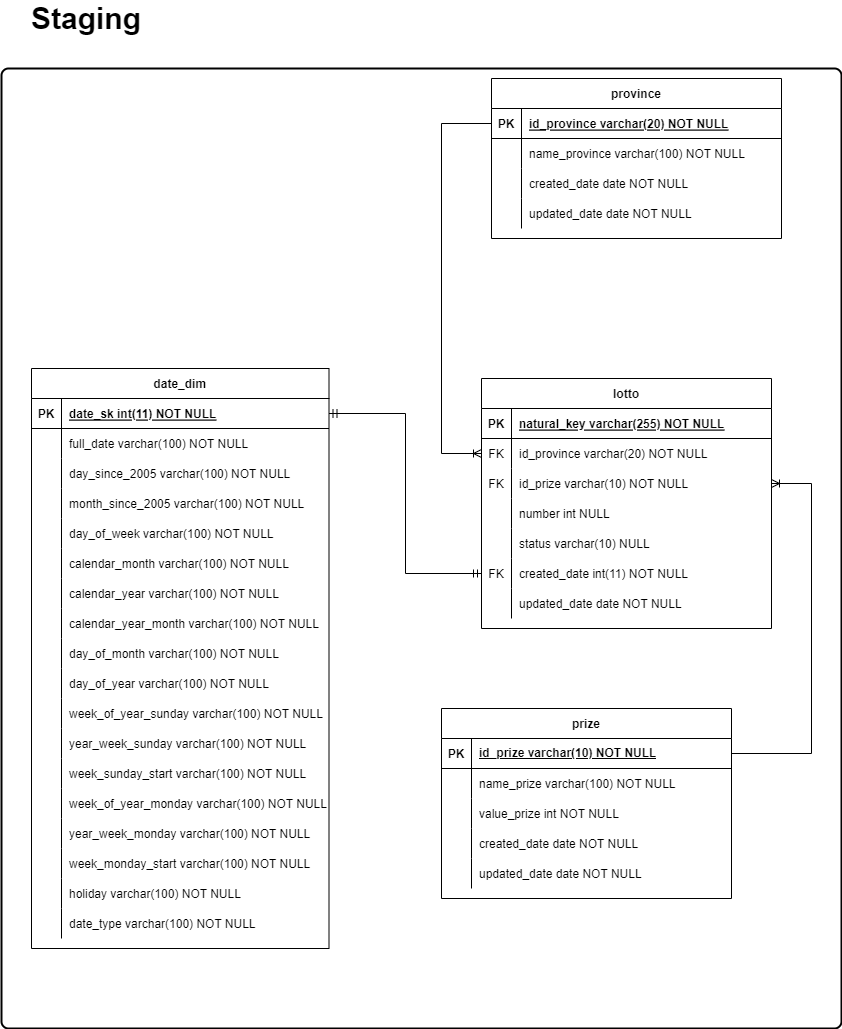 Staging
province
PK id_province varchar(20) NOT NULL
name_province varchar(100) NOT NULL
created_date date NOT NULL
updated_date date NOT NULL
date_dim
PK date_sk int(11) NOT NULL
full_date varchar(100) NOT NULL
day_since_2005 varchar(100) NOT NULL
month_since_2005 varchar(100) NOT NULL
day_of_week varchar(100) NOT NULL
calendar_month varchar(100) NOT NULL
calendar_year varchar(100) NOT NULL
calendar_year_month varchar(100) NOT NULL
day_of_month varchar(100) NOT NULL
day_of_year varchar(100) NOT NULL
week_of_year_sunday varchar(100) NOT NULL
year_week_sunday varchar(100) NOT NULL
week_sunday_start varchar(100) NOT NULL
week_of_year_monday varchar(100) NOT NULL
year_week_monday varchar(100) NOT NULL
week_monday_start varchar(100) NOT NULL
holiday varchar(100) NOT NULL
date_type varchar(100) NOT NULL
lotto
PK natural_key varchar(255) NOT NULL
FK id_province varchar(20) NOT NULL
FK id_prize varchar(10) NOT NULL
number int NULL
status varchar(10) NULL
FK created_date int(11) NOT NULL
updated_date date NOT NULL
prize
PK id_prize varchar(10) NOT NULL
name_prize varchar(100) NOT NULL
value_prize int NOT NULL
created_date date NOT NULL
updated_date date NOT NULL